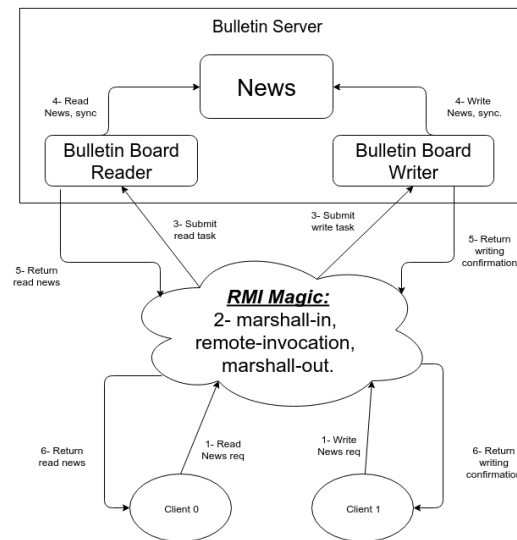 Bulletin Server
News
4- Read
News, sync
4- Write
News, sync.
Bulletin Board
Reader
Bulletin Board
Writer
3- Submit
read task
3- Submit
write task
5- Return
read news
5- Return
writing
confirmation
RMI Magic:
2- marshall-in,
remote-invocation,
marshall-out.
6- Return
read news
1- Read
News req
1- Write
News req
6- Return
writing
confirmation
Client 0
Client 1